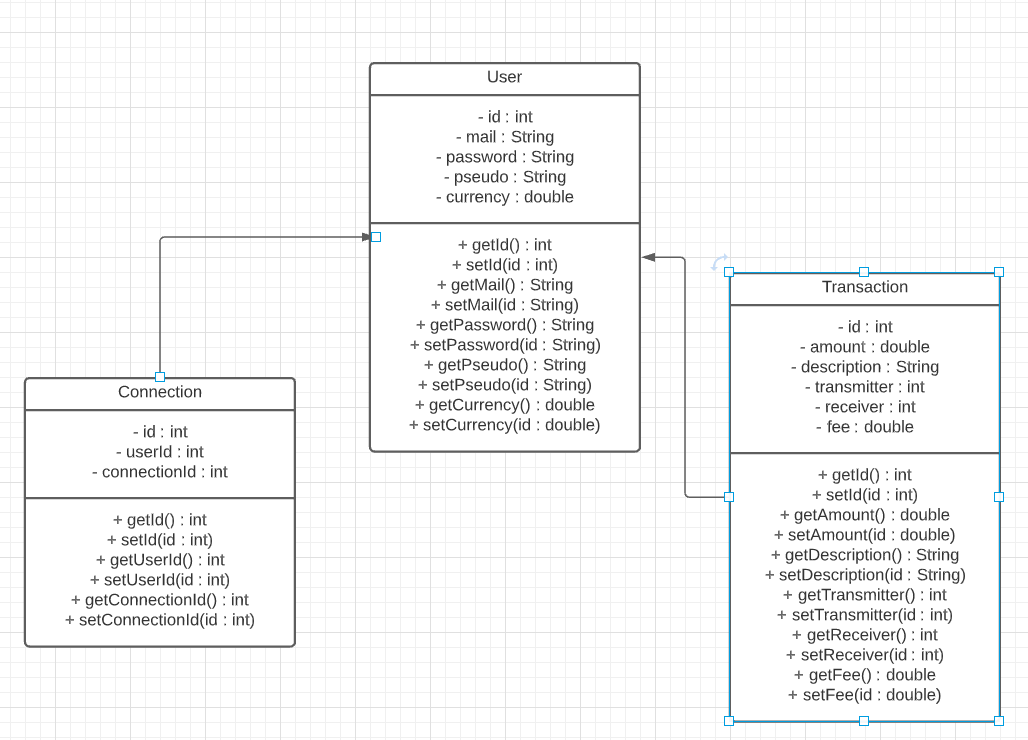 User
- id : int
- mail : String
- password : String
- pseudo : String
- currency : double
+ getId() : int
+ setId(id : int)
+ getMail() : String
+ setMail(id : String)
+ getPassword() : String
+ setPassword(id : String)
+ getPseudo() : String
+ setPseudo(id : String)
+ getCurrency() : double
+ setCurrency(id : double)
Connection
- id : int
- userId : int
- connectionId : int
+ getId() : int
+ setId(id : int)
+ getUserId() : int
+ setUserId(id : int)
+ getConnectionId() : int
+ setConnectionId(id : int)
Transaction
- id : int
- amount : double
- description : String
- transmitter : int
- receiver : int
- fee : double
+ getId() : int
+ setId(id : int)
+ getAmount() : double
+ setAmount(id : double)
+ getDescription() : String
+ setDescription(id : String)
+ getTransmitter() : int
+ setTransmitter(id : int)
+ getReceiver() : int
+ setReceiver(id : int)
+ getFee() : double
+ setFee(id : double)